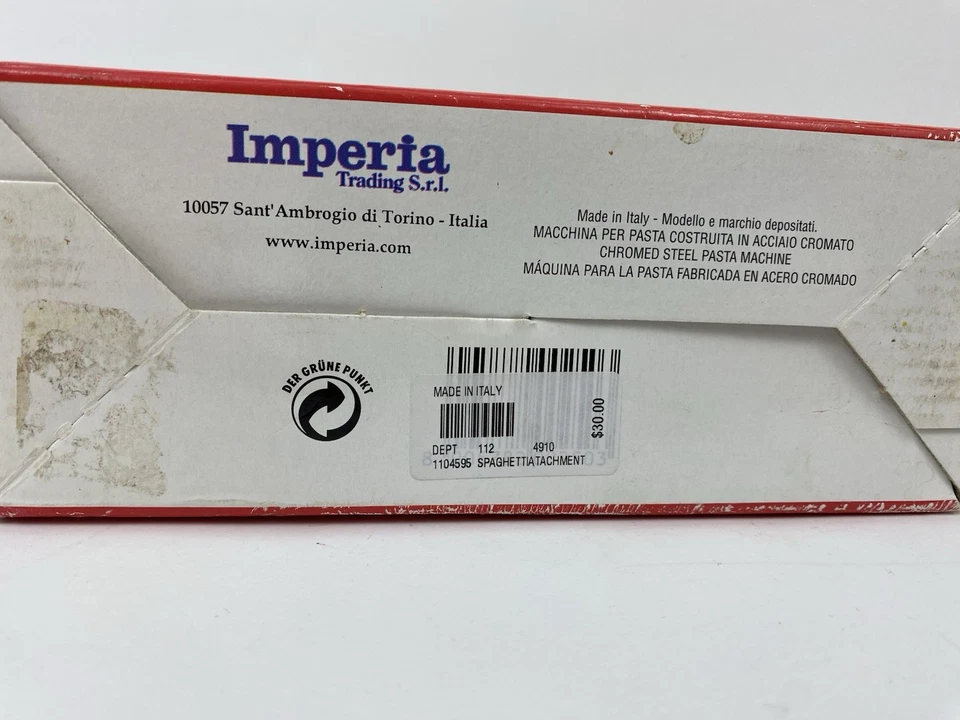 Imperia
Trading S.r.l.
10057 Sant'Ambrogio di Torino - Italia
www.imperia.com
Made in Italy - Modello e marchio depositati.
MACCHINA PER PASTA COSTRUITA IN ACCIAIO CROMATO
CHROMED STEEL PASTA MACHINE
MÁQUINA PARA LA PASTA FABRICADA EN ACERO CROMADO
DER GRÜNE PUNKT
MADE IN ITALY
$30.00
DEPT 112 4910
1104595 SPAGHETTIATACHMENT